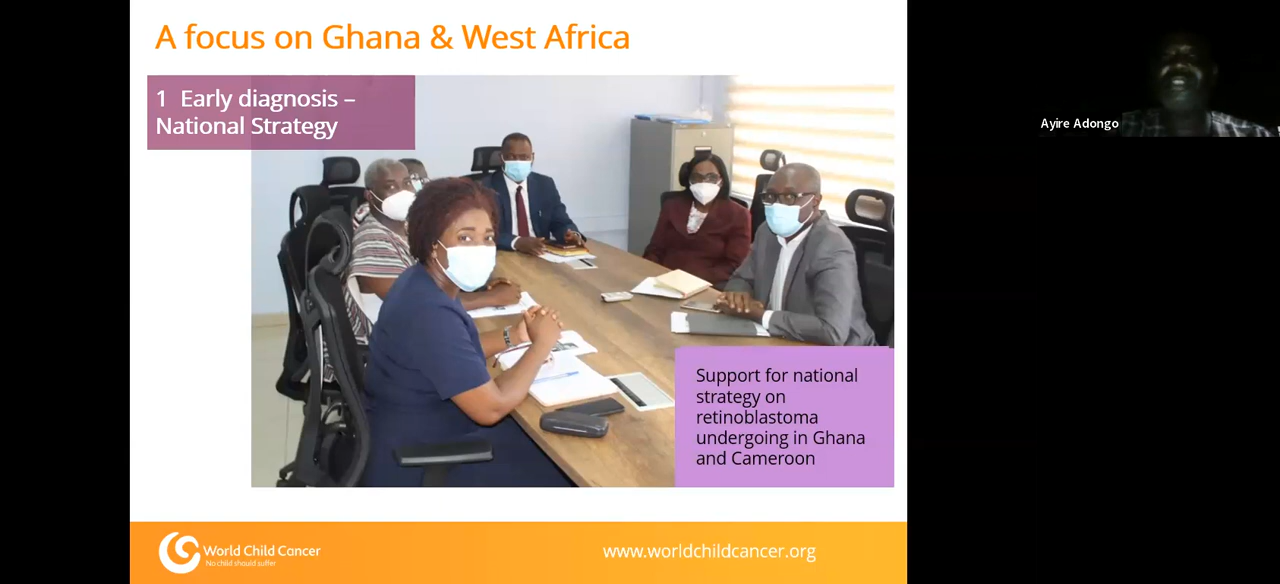 A focus on Ghana & West Africa
1 Early diagnosis –
National Strategy
Ayire Adongo
Support for national
strategy on
retinoblastoma
undergoing in Ghana
and Cameroon
World Child Cancer
No child should suffer
www.worldchildcancer.org